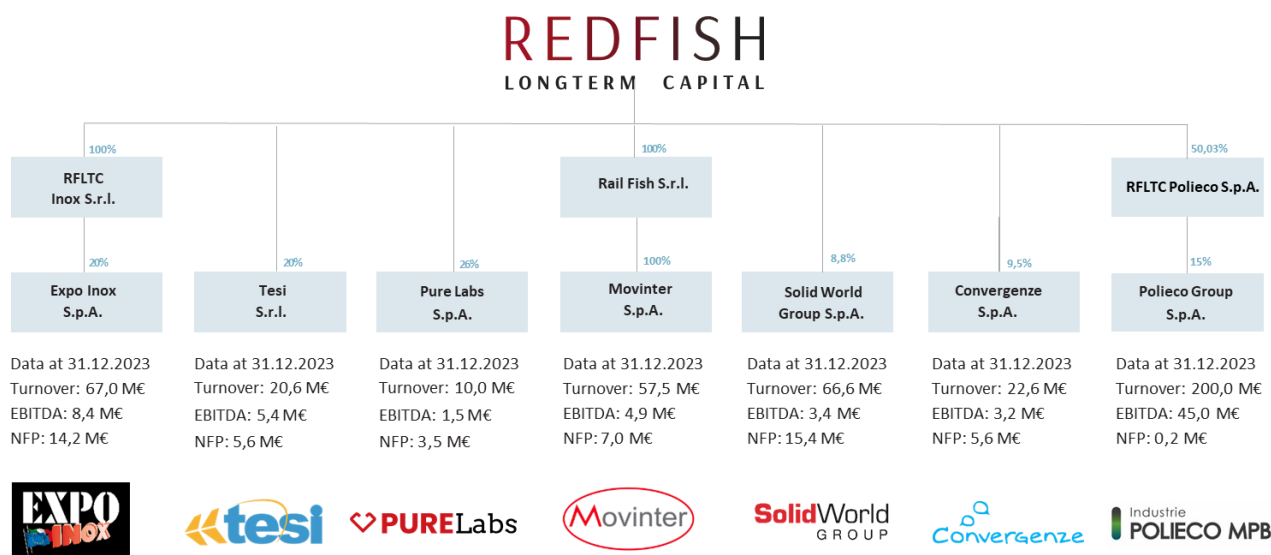 REDFISH
LONGTERM CAPITAL
100%
RFLTC
Inox S.r.l.
100%
Rail Fish S.r.l.
50,03%
RFLTC Polieco S.p.A.
20%
Expo Inox
S.p.A.
20%
Tesi
S.r.l.
26%
Pure Labs
S.p.A.
100%
Movinter
S.p.A.
8,8%
Solid World
Group S.p.A.
9,5%
Convergenze
S.p.A.
15%
Polieco Group
S.p.A.
Data at 31.12.2023
Turnover: 67,0 M€
EBITDA: 8,4 M€
NFP: 14,2 M€
Data at 31.12.2023
Turnover: 20,6 M€
EBITDA: 5,4 M€
NFP: 5,6 M€
Data at 31.12.2023
Turnover: 10,0 M€
EBITDA: 1,5 M€
NFP: 3,5 M€
Data at 31.12.2023
Turnover: 57,5 M€
EBITDA: 4,9 M€
NFP: 7,0 M€
Data at 31.12.2023
Turnover: 66,6 M€
EBITDA: 3,4 M€
NFP: 15,4 M€
Data at 31.12.2023
Turnover: 22,6 M€
EBITDA: 3,2 M€
NFP: 5,6 M€
Data at 31.12.2023
Turnover: 200,0 M€
EBITDA: 45,0 M€
NFP: 0,2 M€
EXPO
INOX
tesi
PURELabs
Movinter
SolidWorld
GROUP
Convergenze
Industrie
POLIECO MPB